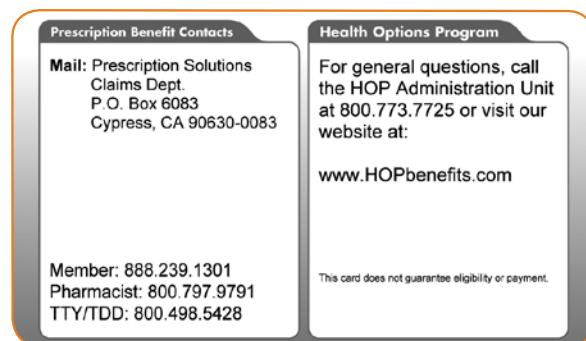 Prescription Benefit Contacts
Mail: Prescription Solutions
Claims Dept.
P.O. Box 6083
Cypress, CA 90630-0083
Member: 888.239.1301
Pharmacist: 800.797.9791
TTY/TDD: 800.498.5428
Health Options Program
For general questions, call
the HOP Administration Unit
at 800.773.7725 or visit our
website at:
www.HOPbenefits.com
This card does not guarantee eligibility or payment.